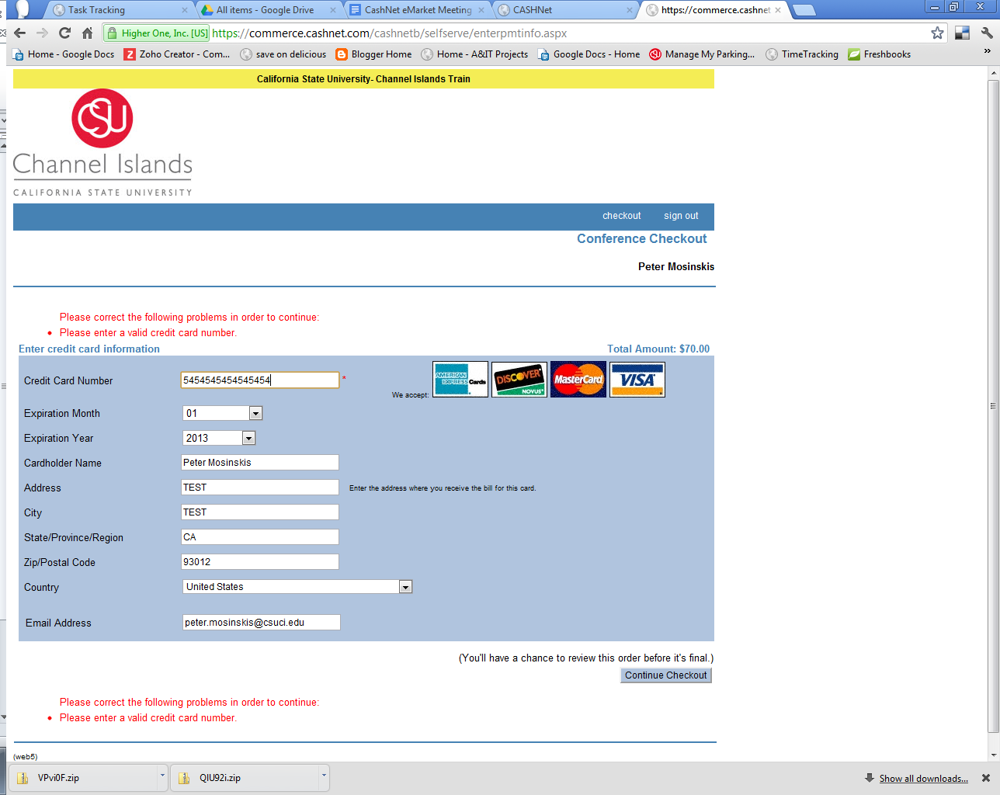 Task Tracking
All items - Google Drive
CashNet eMarket Meeting
CASHNet
https://commerce.cashnet
Higher One, Inc. [US] https://commerce.cashnet.com/cashnetb/selfserve/enterpmtinfo.aspx
Home - Google Docs
Zoho Creator - Com...
save on delicious
Blogger Home
Home - A&IT Projects
Google Docs - Home
Manage My Parking...
TimeTracking
Freshbooks
California State University- Channel Islands Train
CSU
Channel Islands
CALIFORNIA STATE UNIVERSITY
checkout sign out
Conference Checkout
Peter Mosinskis
Please correct the following problems in order to continue:
• Please enter a valid credit card number.
Enter credit card information Total Amount: $70.00
Credit Card Number 5454545454545454 *
We accept: AMERICAN EXPRESS Cards DISCOVER NOVUS MasterCard VISA
Expiration Month 01
Expiration Year 2013
Cardholder Name Peter Mosinskis
Address TEST Enter the address where you receive the bill for this card.
City TEST
State/Province/Region CA
Zip/Postal Code 93012
Country United States
Email Address peter.mosinskis@csuci.edu
(You'll have a chance to review this order before it's final.)
Continue Checkout
Please correct the following problems in order to continue:
• Please enter a valid credit card number.
(web5)
VPvi0F.zip
QIU92i.zip
Show all downloads...